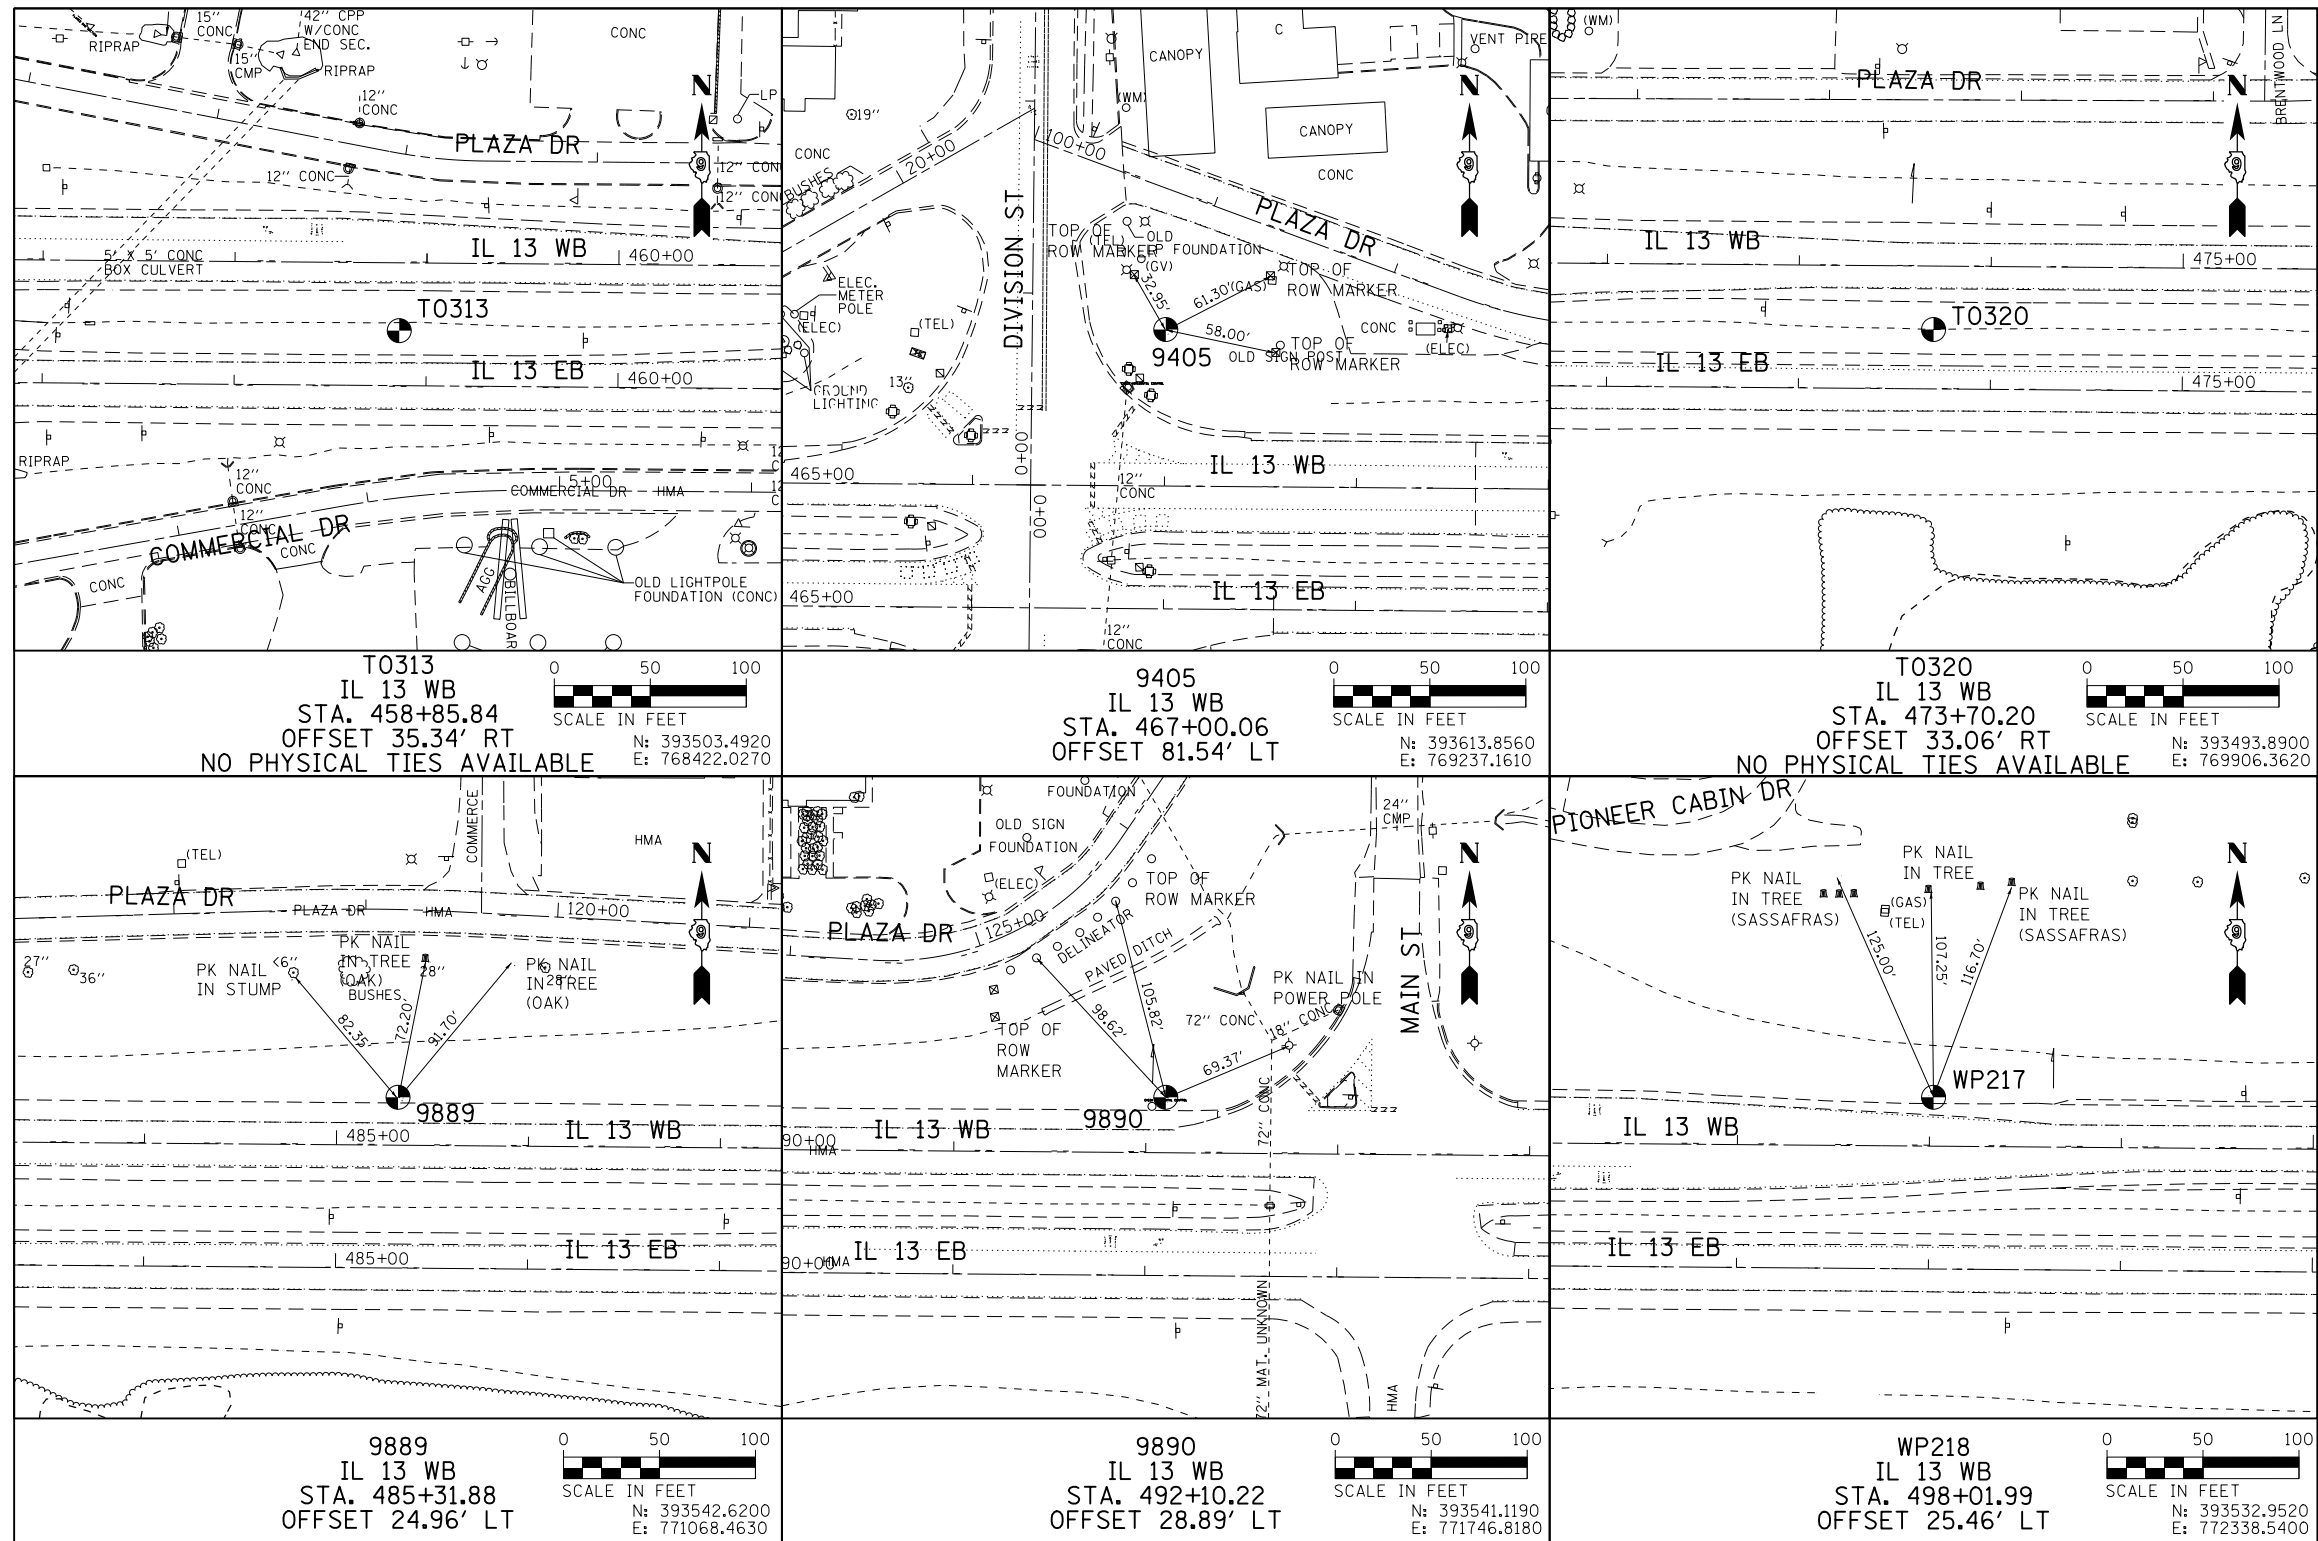 15'' CONC
42'' CPP
W/CONC
END SEC.
RIPRAP
15'' CMP
RIPRAP
CONC
12'' CONC
LP
N
PLAZA DR
12'' CONC
12'' CON
12'' CON
IL 13 WB
460+00
5' X 5' CONC
BOX CULVERT
T0313
IL 13 EB
460+00
RIPRAP
12'' CONC
5+00
COMMERCIAL DR HMA
12'' CONC
COMMERCIAL DR
CONC
CONC
AGG
BILLBOAR
OLD LIGHTPOLE
FOUNDATION (CONC)
T0313
IL 13 WB
STA. 458+85.84
OFFSET 35.34' RT
NO PHYSICAL TIES AVAILABLE
0 50 100
SCALE IN FEET
N: 393503.4920
E: 768422.0270
CANOPY
C
VENT PIPE
(WM)
19''
CONC
BUSHES
20+00
100+00
CANOPY
CONC
N
DIVISION ST
PLAZA DR
TOP OF
ROW MARKER
(TEL)
OLD
LP FOUNDATION
(GV)
32.95'
61.30'
(GAS)
TOP OF
ROW MARKER
58.00'
9405
OLD SIGN POST
TOP OF
ROW MARKER
CONC
(ELEC)
ELEC.
METER
POLE
(ELEC)
(TEL)
13''
GROUND
LIGHTING
0+00
IL 13 WB
465+00
12''
CONC
0+00
IL 13 EB
465+00
12''
CONC
9405
IL 13 WB
STA. 467+00.06
OFFSET 81.54' LT
0 50 100
SCALE IN FEET
N: 393613.8560
E: 769237.1610
(WM)
PLAZA DR
BRENTWOOD LN
N
IL 13 WB
475+00
T0320
IL 13 EB
475+00
T0320
IL 13 WB
STA. 473+70.20
OFFSET 33.06' RT
NO PHYSICAL TIES AVAILABLE
0 50 100
SCALE IN FEET
N: 393493.8900
E: 769906.3620
COMMERCE
HMA
(TEL)
N
PLAZA DR
PLAZA DR HMA
120+00
27''
36''
PK NAIL
IN STUMP
<6''
PK NAIL
IN TREE
(OAK)
BUSHES
28''
PK NAIL
IN TREE
(OAK)
28''
82.35'
72.20'
91.70'
9889
485+00
IL 13 WB
485+00
IL 13 EB
9889
IL 13 WB
STA. 485+31.88
OFFSET 24.96' LT
0 50 100
SCALE IN FEET
N: 393542.6200
E: 771068.4630
FOUNDATION
OLD SIGN
FOUNDATION
(ELEC)
24''
CMP
N
TOP OF
ROW MARKER
PLAZA DR
125+00
DELINEATOR
PAVED DITCH
MAIN ST
PK NAIL IN
POWER POLE
72'' CONC
18'' CONC
TOP OF
ROW
MARKER
98.62'
105.82'
69.37'
9890
72'' CONC
IL 13 WB
90+00
HMA
IL 13 EB
90+00
HMA
72'' MAT. UNKNOWN
HMA
9890
IL 13 WB
STA. 492+10.22
OFFSET 28.89' LT
0 50 100
SCALE IN FEET
N: 393541.1190
E: 771746.8180
PIONEER CABIN DR
PK NAIL
IN TREE
(SASSAFRAS)
PK NAIL
IN TREE
PK NAIL
IN TREE
(SASSAFRAS)
(GAS)
(TEL)
N
125.00'
107.25'
116.70'
WP217
IL 13 WB
IL 13 EB
WP218
IL 13 WB
STA. 498+01.99
OFFSET 25.46' LT
0 50 100
SCALE IN FEET
N: 393532.9520
E: 772338.5400